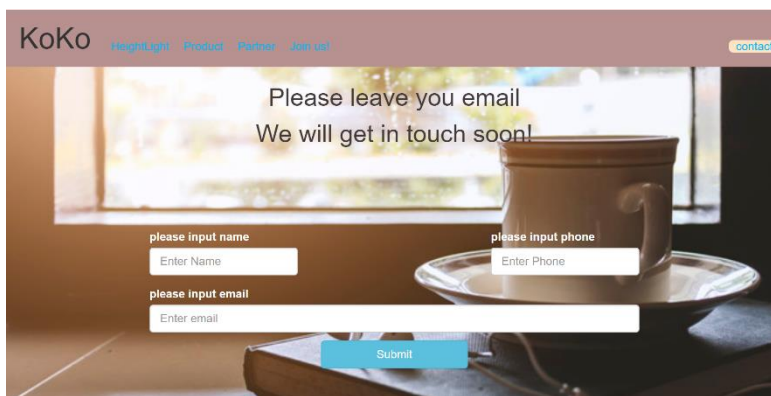 KoKo HeightLight Product Partner Join us! contact
Please leave you email
We will get in touch soon!
please input name please input phone
Enter Name Enter Phone
please input email
Enter email
Submit